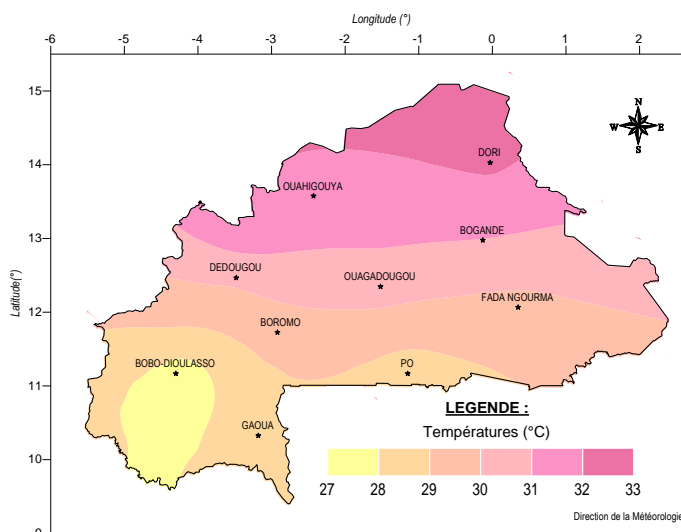 Longitude (°)
-6 -5 -4 -3 -2 -1 0 1 2
15
N
W E
S
DORI
14
OUAHIGOUYA
BOGANDE
13
DEDOUGOU
OUAGADOUGOU
FADA NGOURMA
Latitude(°)
12
BOROMO
BOBO-DIOULASSO
PO
11
LEGENDE :
GAOUA
Températures (°C)
10
27 28 29 30 31 32 33
Direction de la Météorologie